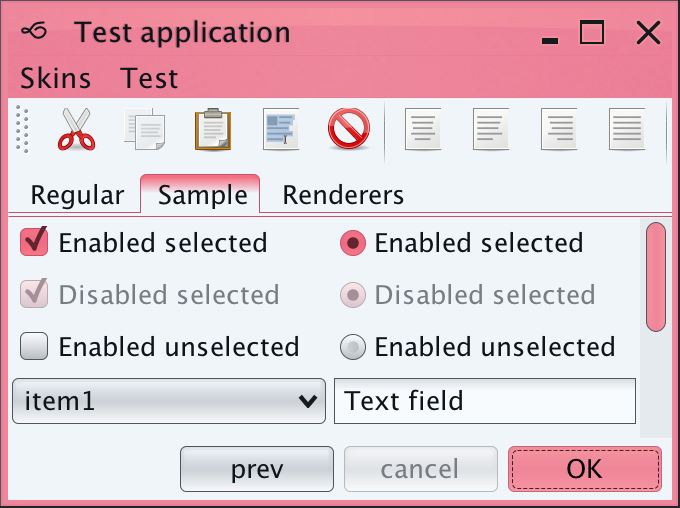 Test application
Skins Test
Regular Sample Renderers
Enabled selected Enabled selected
Disabled selected Disabled selected
Enabled unselected Enabled unselected
item1 Text field
prev cancel OK